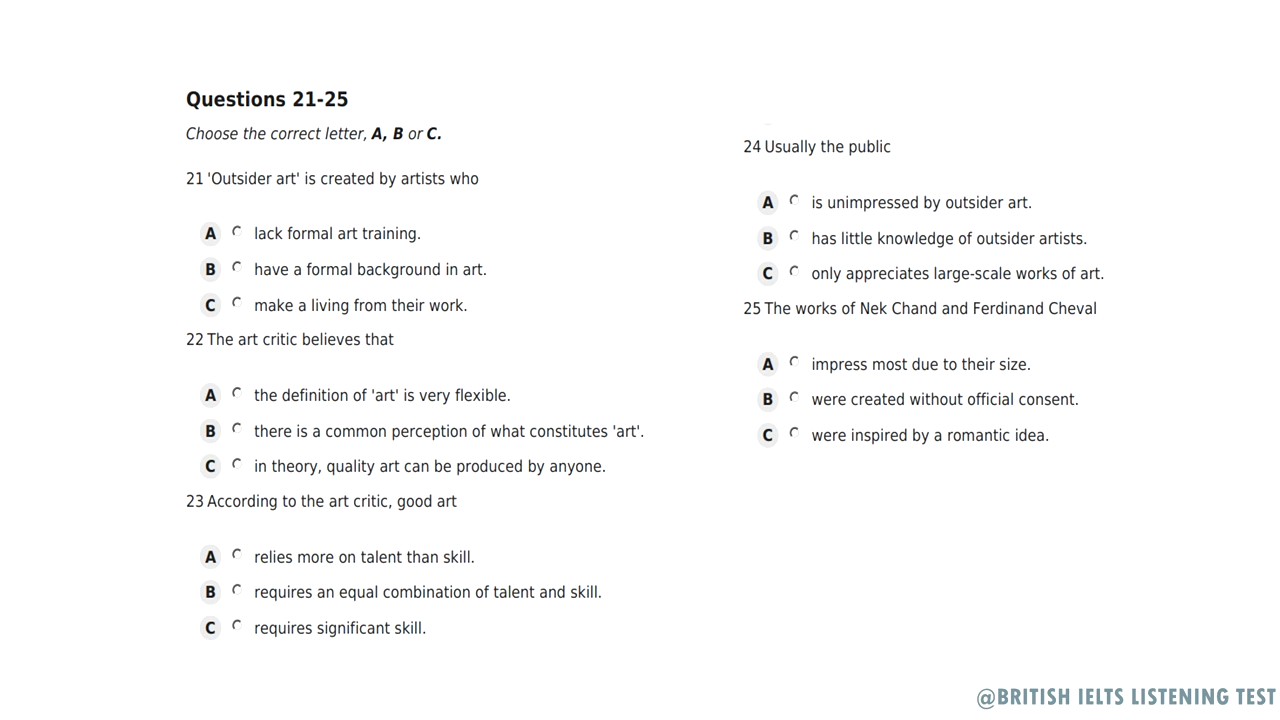 Questions 21-25
Choose the correct letter, A, B or C.
21 'Outsider art' is created by artists who
A lack formal art training.
B have a formal background in art.
C make a living from their work.
22 The art critic believes that
A the definition of 'art' is very flexible.
B there is a common perception of what constitutes 'art'.
C in theory, quality art can be produced by anyone.
23 According to the art critic, good art
A relies more on talent than skill.
B requires an equal combination of talent and skill.
C requires significant skill.
24 Usually the public
A is unimpressed by outsider art.
B has little knowledge of outsider artists.
C only appreciates large-scale works of art.
25 The works of Nek Chand and Ferdinand Cheval
A impress most due to their size.
B were created without official consent.
C were inspired by a romantic idea.
@BRITISH IELTS LISTENING TEST